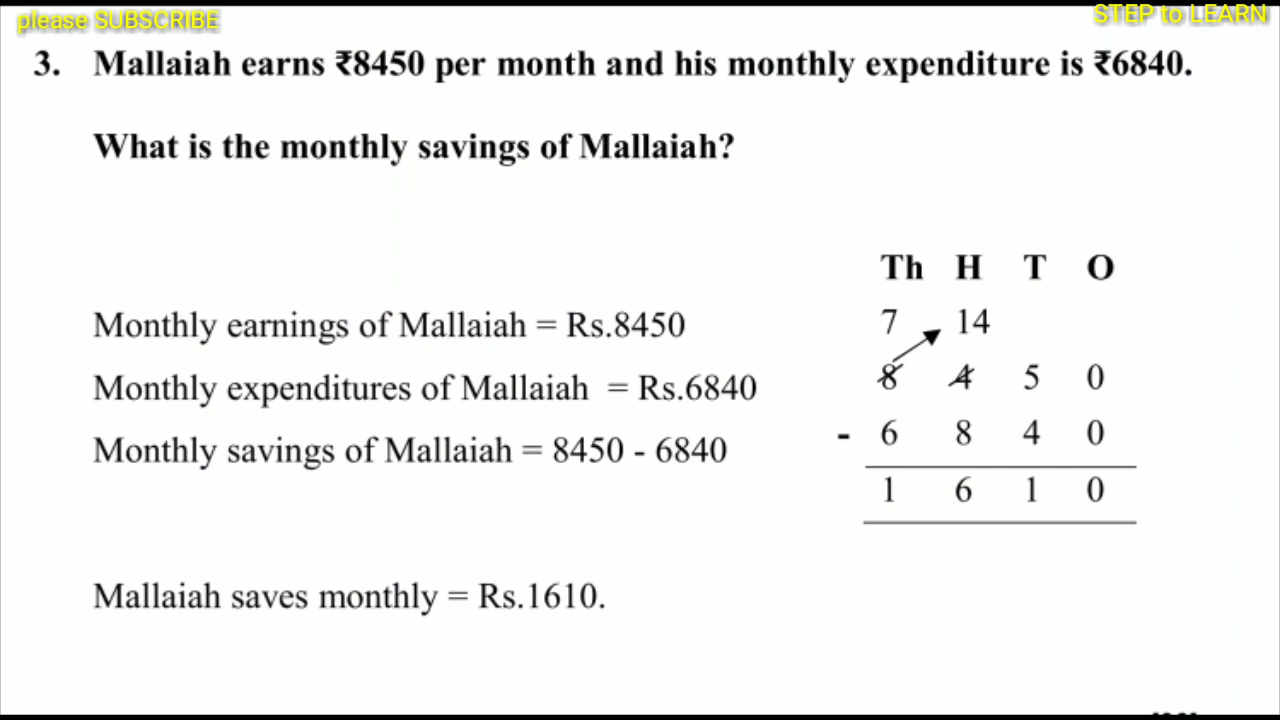 please SUBSCRIBE
STEP to LEARN
3. Mallaiah earns ₹8450 per month and his monthly expenditure is ₹6840.
What is the monthly savings of Mallaiah?
Th H T O
Monthly earnings of Mallaiah = Rs.8450
7 14
Monthly expenditures of Mallaiah = Rs.6840
8 4 5 0
Monthly savings of Mallaiah = 8450 - 6840
- 6 8 4 0
1 6 1 0
Mallaiah saves monthly = Rs.1610.